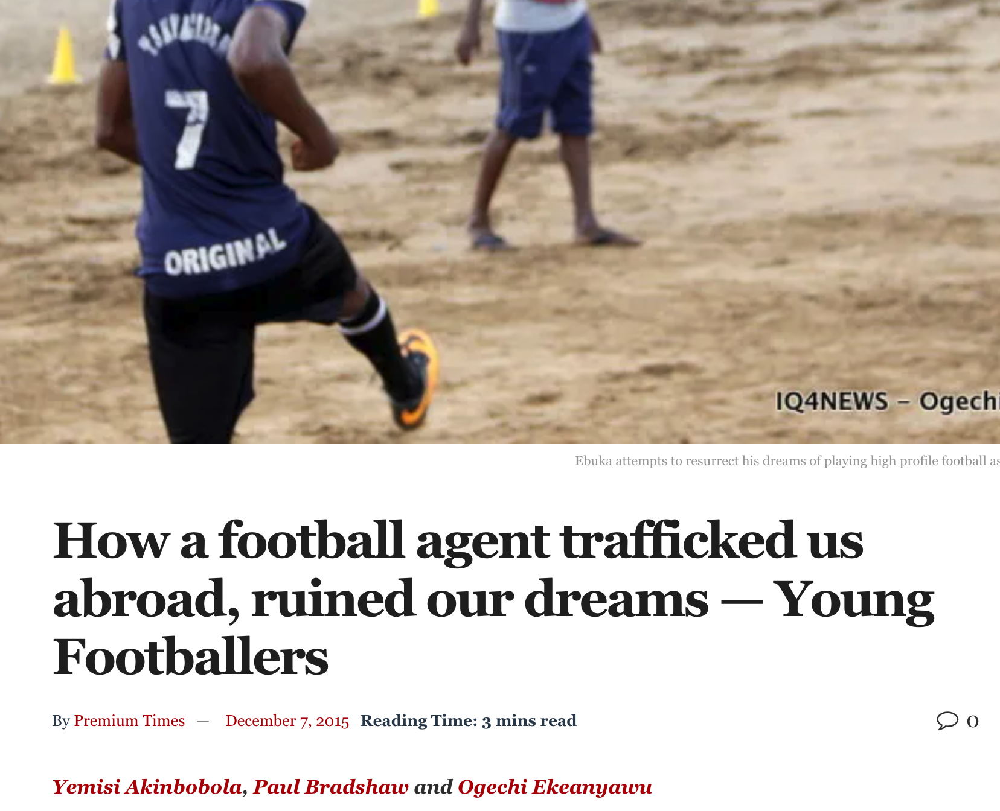 7
ORIGINAL
IQ4NEWS – Ogechi
Ebuka attempts to resurrect his dreams of playing high profile football as
How a football agent trafficked us
abroad, ruined our dreams — Young
Footballers
By Premium Times — December 7, 2015 Reading Time: 3 mins read 0
Yemisi Akinbobola, Paul Bradshaw and Ogechi Ekeanyawu